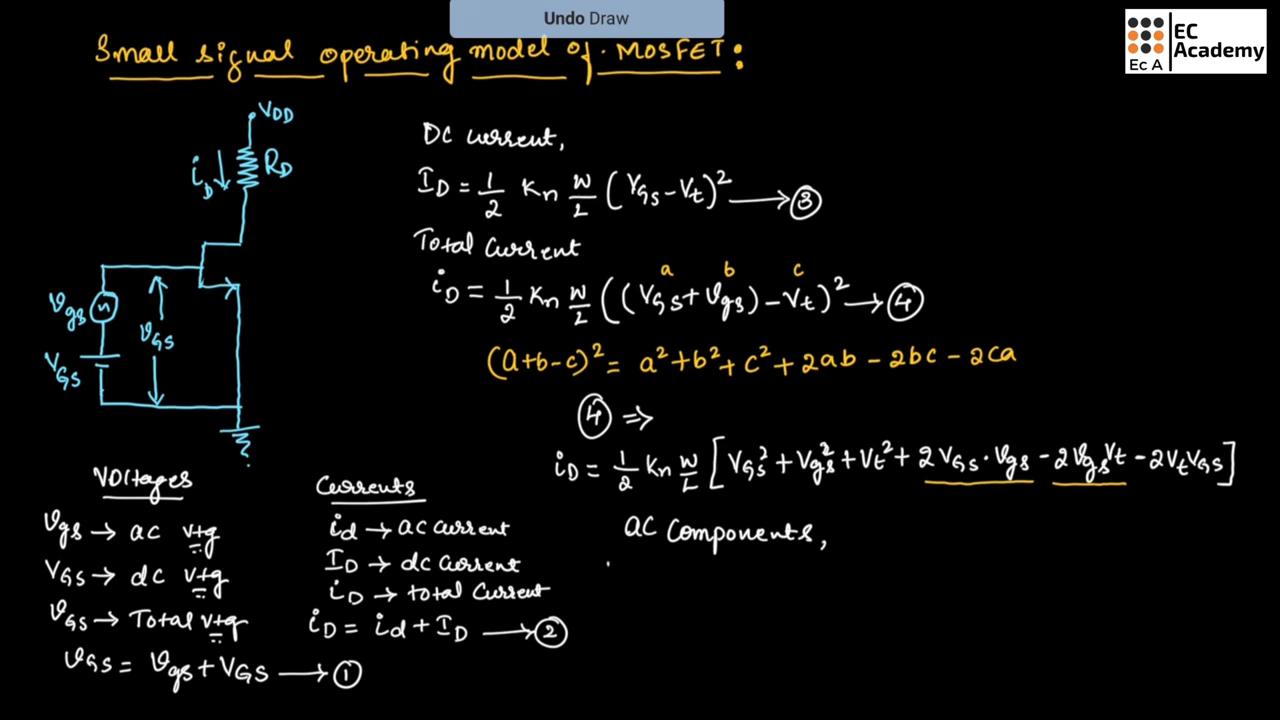 Undo Draw
EC Academy
Ec A
Small signal operating model of . MOSFET :
VDD
iD ↓ RD
vgs
vGS
VGS
DC current,
ID = 1/2 Kn W/L (VGS - Vt)² → ③
Total Current
a b c
iD = 1/2 Kn W/L ((VGS + vgs) - Vt)² → ④
(a+b-c)² = a² + b² + c² + 2ab - 2bc - 2ca
④ ⇒
iD = 1/2 Kn W/L [VGS² + vgs² + Vt² + 2VGS · vgs - 2vgs Vt - 2Vt VGS]
AC Components,
Voltages
vgs → ac vtg
VGS → dc vtg
vGS → Total vtg
vGS = vgs + VGS → ①
Currents
id → AC current
ID → dc current
iD → total current
iD = id + ID → ②